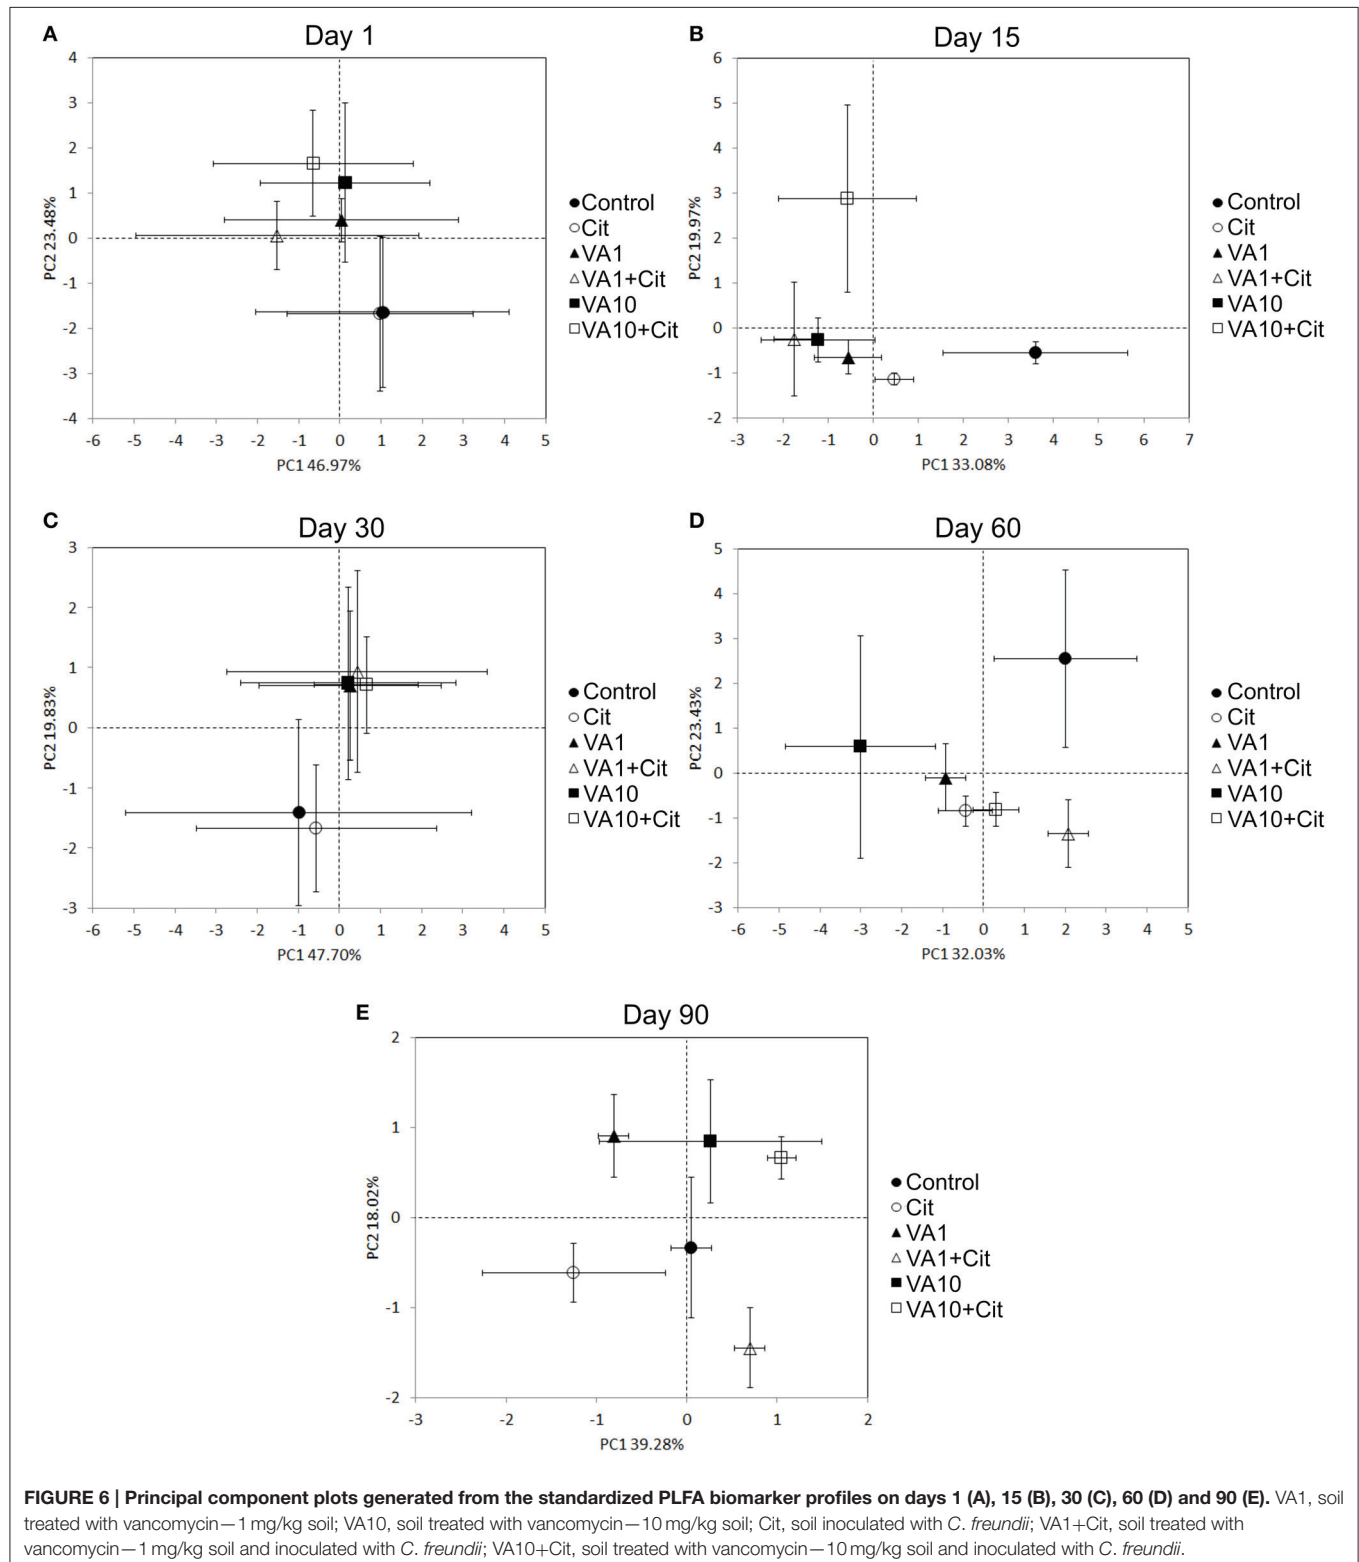 A
Day 1
4
3
2
1
0
-1
-2
-3
-4
PC2 23.48%
-6 -5 -4 -3 -2 -1 0 1 2 3 4 5
PC1 46.97%
Control
Cit
VA1
VA1+Cit
VA10
VA10+Cit
B
Day 15
6
5
4
3
2
1
0
-1
-2
PC2 19.97%
-3 -2 -1 0 1 2 3 4 5 6 7
PC1 33.08%
Control
Cit
VA1
VA1+Cit
VA10
VA10+Cit
C
Day 30
3
2
1
0
-1
-2
-3
PC2 19.83%
-6 -5 -4 -3 -2 -1 0 1 2 3 4 5
PC1 47.70%
Control
Cit
VA1
VA1+Cit
VA10
VA10+Cit
D
Day 60
5
4
3
2
1
0
-1
-2
-3
PC2 23.43%
-6 -5 -4 -3 -2 -1 0 1 2 3 4 5
PC1 32.03%
Control
Cit
VA1
VA1+Cit
VA10
VA10+Cit
E
Day 90
2
1
0
-1
-2
PC2 18.02%
-3 -2 -1 0 1 2
PC1 39.28%
Control
Cit
VA1
VA1+Cit
VA10
VA10+Cit
FIGURE 6 | Principal component plots generated from the standardized PLFA biomarker profiles on days 1 (A), 15 (B), 30 (C), 60 (D) and 90 (E). VA1, soil
treated with vancomycin—1 mg/kg soil; VA10, soil treated with vancomycin—10 mg/kg soil; Cit, soil inoculated with C. freundii; VA1+Cit, soil treated with
vancomycin—1 mg/kg soil and inoculated with C. freundii; VA10+Cit, soil treated with vancomycin—10 mg/kg soil and inoculated with C. freundii.